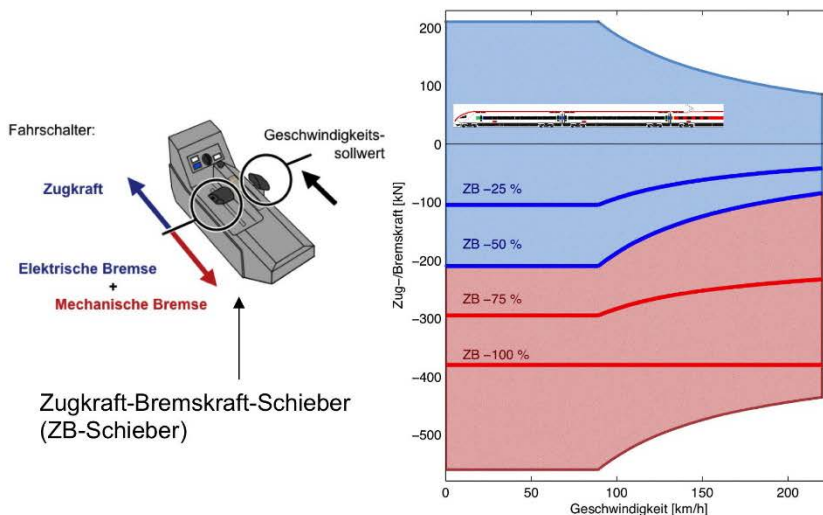 Fahrschalter:
Geschwindigkeits-
sollwert
Zugkraft
Elektrische Bremse
+
Mechanische Bremse
Zugkraft-Bremskraft-Schieber
(ZB-Schieber)
Zug-/Bremskraft [kN]
200
100
0
−100
−200
−300
−400
−500
ZB −25 %
ZB −50 %
ZB −75 %
ZB −100 %
0
50
100
150
200
Geschwindigkeit [km/h]